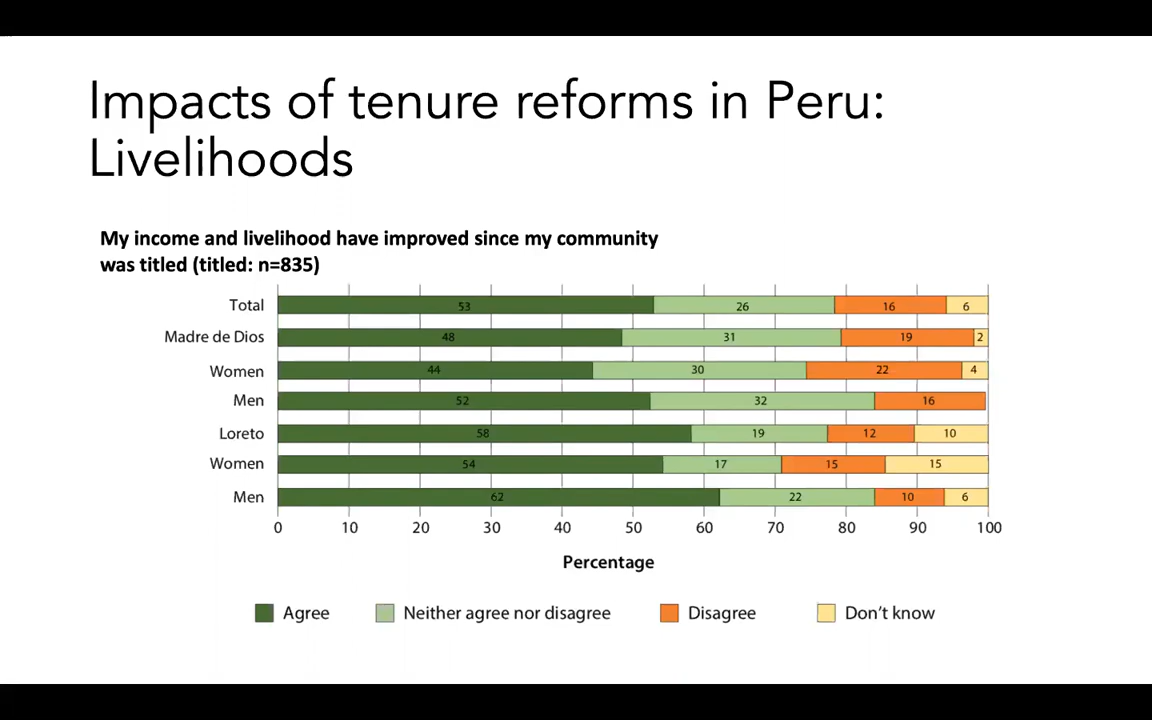 Impacts of tenure reforms in Peru:
Livelihoods
My income and livelihood have improved since my community
was titled (titled: n=835)
Total 53 26 16 6
Madre de Dios 48 31 19 2
Women 44 30 22 4
Men 52 32 16
Loreto 58 19 12 10
Women 54 17 15 15
Men 62 22 10 6
0 10 20 30 40 50 60 70 80 90 100
Percentage
Agree Neither agree nor disagree Disagree Don't know